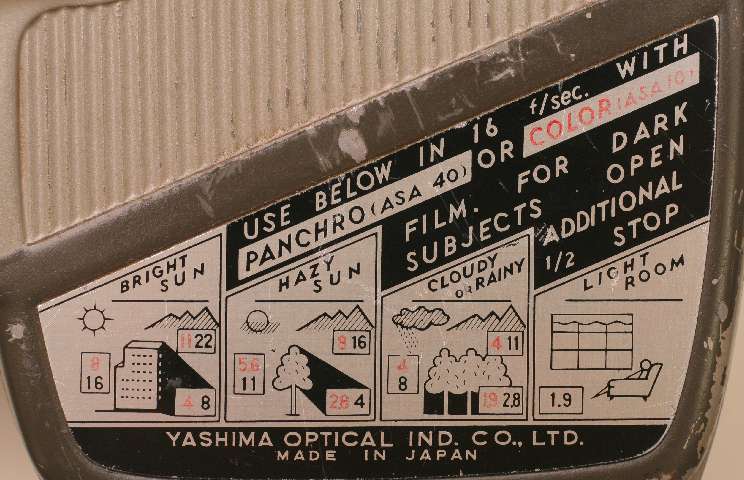 USE BELOW IN 16 f/sec. WITH
PANCHRO (ASA 40) OR COLOR (ASA 10)
FILM. FOR DARK
SUBJECTS OPEN
ADDITIONAL
1/2 STOP
BRIGHT
SUN
11 22
8
16
4 8
HAZY
SUN
8 16
5.6
11
2.8 4
CLOUDY
OR RAINY
4 11
4
8
1.9 2.8
LIGHT
ROOM
1.9
YASHIMA OPTICAL IND. CO., LTD.
MADE IN JAPAN